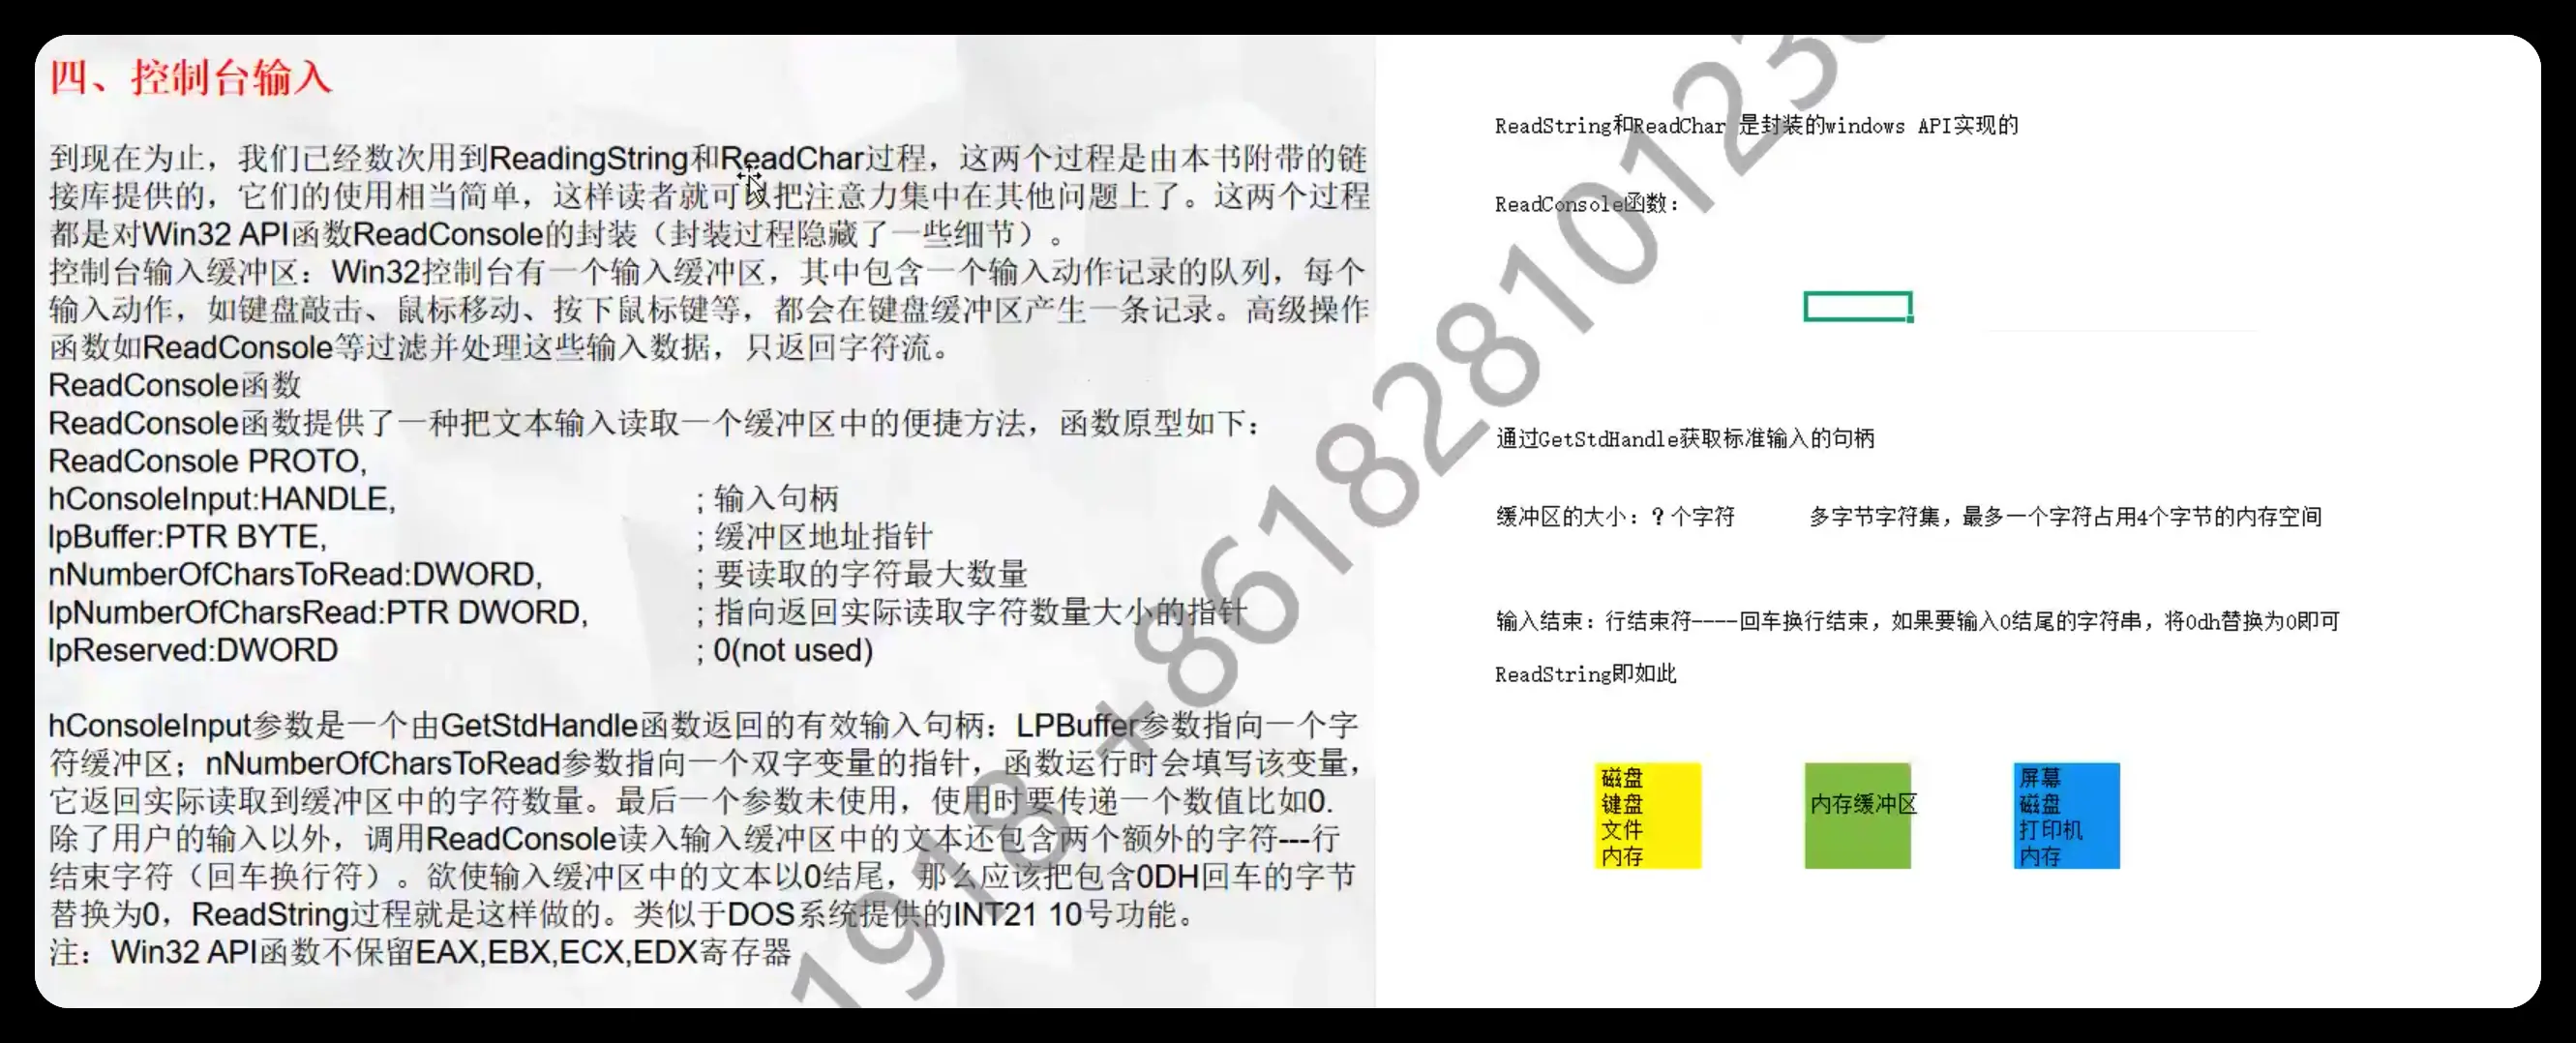 四、控制台输入
到现在为止，我们已经数次用到ReadingString和ReadChar过程，这两个过程是由本书附带的链
接库提供的，它们的使用相当简单，这样读者就可以把注意力集中在其他问题上了。这两个过程
都是对Win32 API函数ReadConsole的封装（封装过程隐藏了一些细节）。
控制台输入缓冲区：Win32控制台有一个输入缓冲区，其中包含一个输入动作记录的队列，每个
输入动作，如键盘敲击、鼠标移动、按下鼠标键等，都会在键盘缓冲区产生一条记录。高级操作
函数如ReadConsole等过滤并处理这些输入数据，只返回字符流。
ReadConsole函数
ReadConsole函数提供了一种把文本输入读取一个缓冲区中的便捷方法，函数原型如下：
ReadConsole PROTO,
hConsoleInput:HANDLE, ; 输入句柄
lpBuffer:PTR BYTE, ; 缓冲区地址指针
nNumberOfCharsToRead:DWORD, ; 要读取的字符最大数量
lpNumberOfCharsRead:PTR DWORD, ; 指向返回实际读取字符数量大小的指针
lpReserved:DWORD ; 0(not used)
hConsoleInput参数是一个由GetStdHandle函数返回的有效输入句柄：LPBuffer参数指向一个字
符缓冲区；nNumberOfCharsToRead参数指向一个双字变量的指针，函数运行时会填写该变量，
它返回实际读取到缓冲区中的字符数量。最后一个参数未使用，使用时要传递一个数值比如0.
除了用户的输入以外，调用ReadConsole读入输入缓冲区中的文本还包含两个额外的字符---行
结束字符（回车换行符）。欲使输入缓冲区中的文本以0结尾，那么应该把包含0DH回车的字节
替换为0，ReadString过程就是这样做的。类似于DOS系统提供的INT21 10号功能。
注：Win32 API函数不保留EAX,EBX,ECX,EDX寄存器
ReadString和ReadChar 是封装的windows API实现的
ReadConsole函数：
通过GetStdHandle获取标准输入的句柄
缓冲区的大小：？个字符 多字节字符集，最多一个字符占用4个字节的内存空间
输入结束：行结束符----回车换行结束，如果要输入0结尾的字符串，将0dh替换为0即可
ReadString即如此
磁盘
键盘
文件
内存
内存缓冲区
屏幕
磁盘
打印机
内存
1918 +86182810123